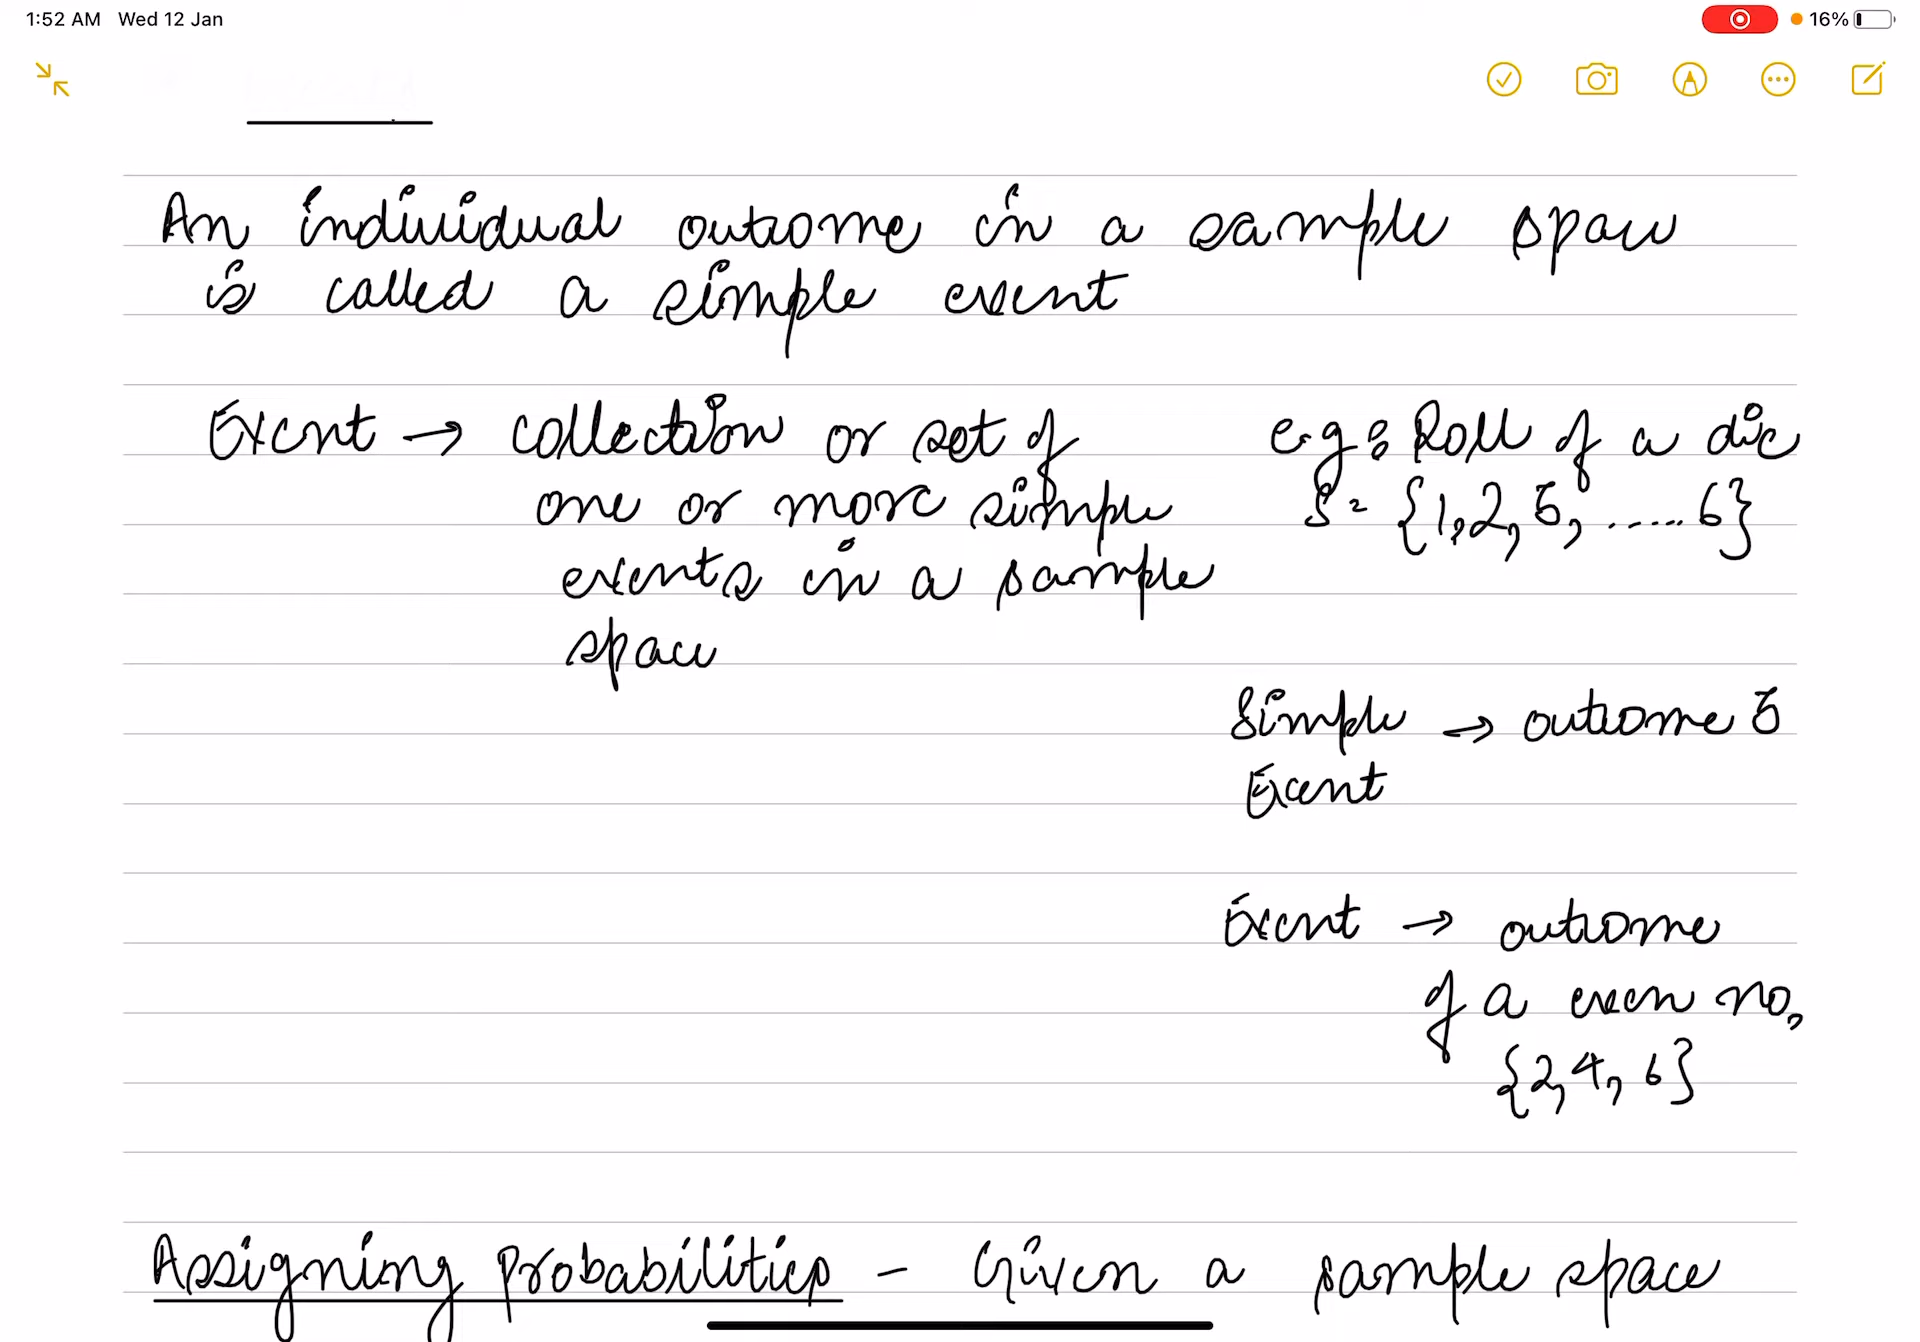 1:52 AM Wed 12 Jan
16%
An individual outcome in a sample space
is called a simple event
Event → collection or set of
one or more simple
events in a sample
space
e.g: Roll of a die
S = {1, 2, 3, ..... 6}
Simple → outcome 3
Event
Event → outcome
of a even no,
{2, 4, 6}
Assigning Probabilities - Given a sample space